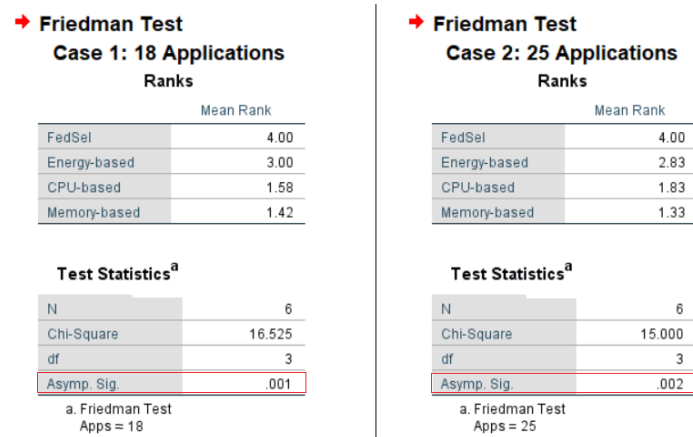 Friedman Test
Case 1: 18 Applications
Ranks
Mean Rank
FedSel 4.00
Energy-based 3.00
CPU-based 1.58
Memory-based 1.42
Test Statisticsa
N 6
Chi-Square 16.525
df 3
Asymp. Sig. .001
a. Friedman Test
Apps = 18
Friedman Test
Case 2: 25 Applications
Ranks
Mean Rank
FedSel 4.00
Energy-based 2.83
CPU-based 1.83
Memory-based 1.33
Test Statisticsa
N 6
Chi-Square 15.000
df 3
Asymp. Sig. .002
a. Friedman Test
Apps = 25